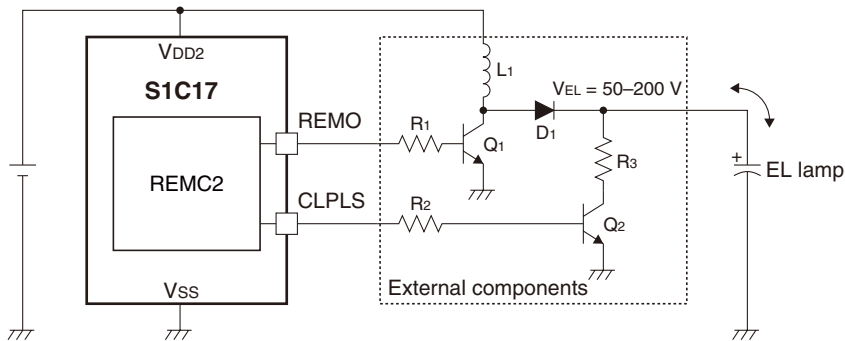 VDD2
S1C17
REMC2
VSS
REMO
CLPLS
R1
R2
L1
Q1
D1
VEL = 50–200 V
R3
Q2
External components
+
EL lamp